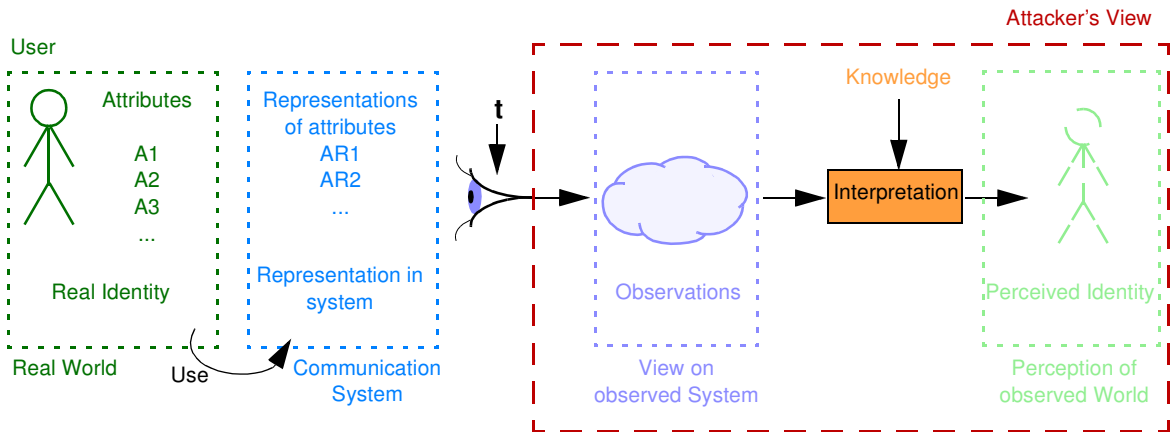 Attacker's View
User
Attributes
A1
A2
A3
...
Real Identity
Real World
Use
Representations
of attributes
AR1
AR2
...
Representation in
system
Communication
System
t
Observations
View on
observed System
Knowledge
Interpretation
Perceived Identity
Perception of
observed World